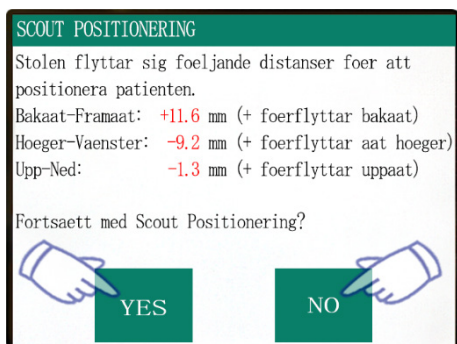 SCOUT POSITIONERING
Stolen flyttar sig foeljande distanser foer att
positionera patienten.
Bakaat-Framaat: +11.6 mm (+ foerflyttar bakaat)
Hoeger-Vaenster: -9.2 mm (+ foerflyttar aat hoeger)
Upp-Ned: -1.3 mm (+ foerflyttar uppaat)
Fortsaett med Scout Positionering?
YES NO